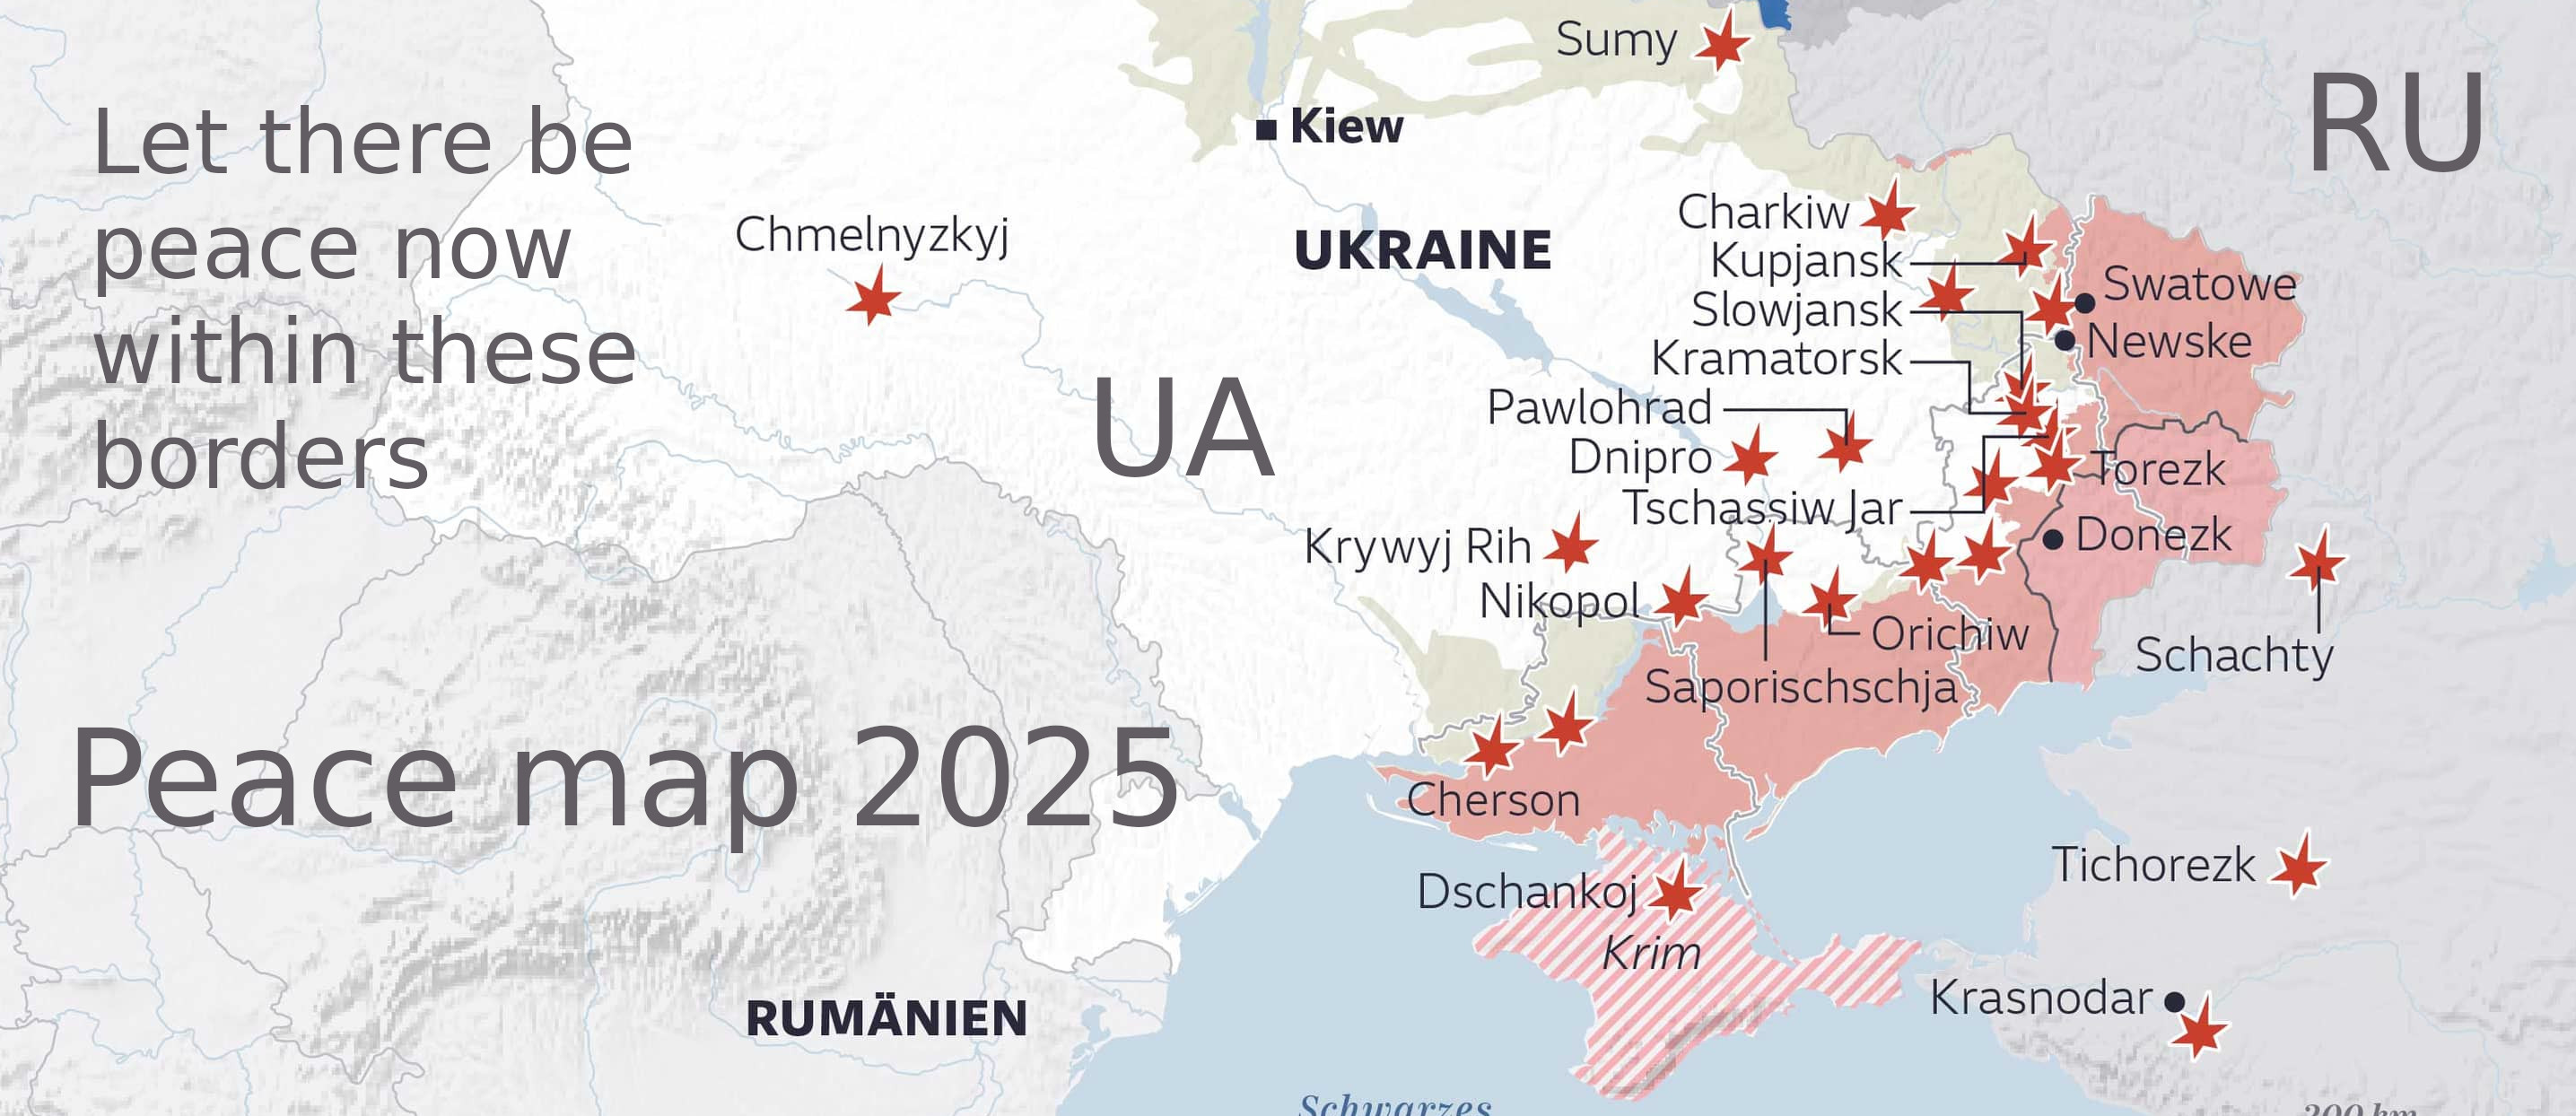 Sumy
RU
Let there be
peace now
within these
borders
Kiew
UKRAINE
Chmelnyzkyj
UA
Charkiw
Kupjansk
Slowjansk
Kramatorsk
Pawlohrad
Dnipro
Tschassiw Jar
Krywyj Rih
Nikopol
Swatowe
Newske
Torezk
Donezk
Orichiw
Saporischschja
Schachty
Peace map 2025
Cherson
Dschankoj
Krim
Tichorezk
Krasnodar
RUMÄNIEN
Schwarzes
200 km